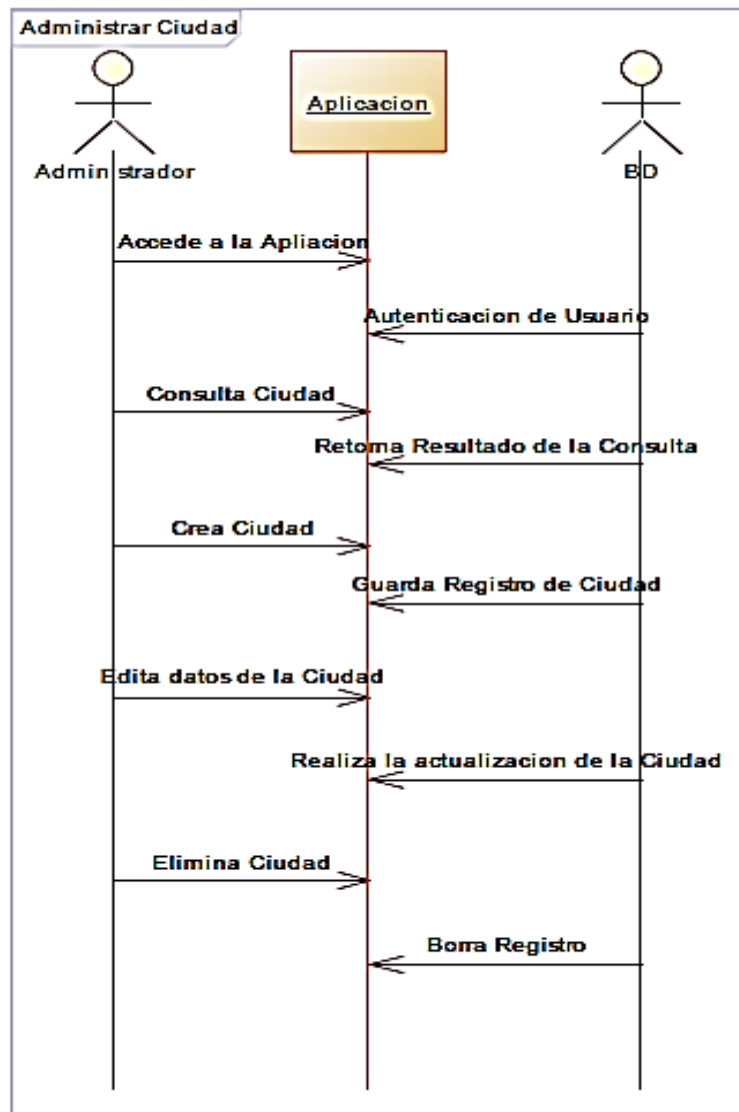 Administrar Ciudad
Aplicacion
Administrador
BD
Accede a la Apliacion
Autenticacion de Usuario
Consulta Ciudad
Retorna Resultado de la Consulta
Crea Ciudad
Guarda Registro de Ciudad
Edita datos de la Ciudad
Realiza la actualizacion de la Ciudad
Elimina Ciudad
Borra Registro